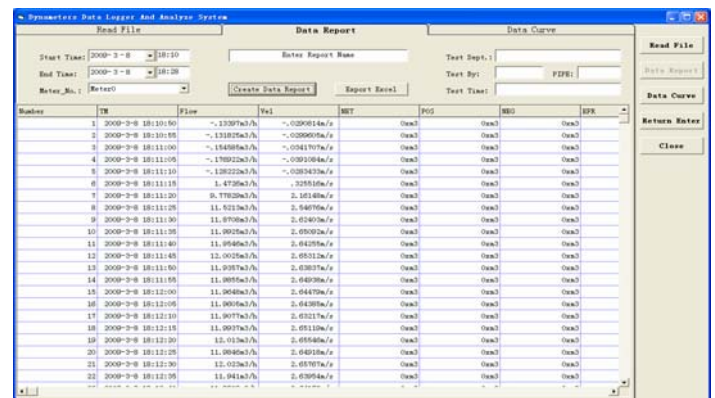 Dynameters Data Logger And Analyze System
Read File Data Report Data Curve
Start Time: 2009- 3 - 8 18:10 Enter Report Name Test Dept.:
End Time: 2009- 3 - 8 18:28 Test By: PIPE:
Meter_No.: Meter0 Create Data Report Export Excel Test Time:
Read File
Data Report
Data Curve
Return Enter
Close
Number TM Flow Vel NET POS NEG EPR
1 2009-3-8 18:10:50 -.13397m3/h -.0290814m/s 0xm3 0xm3 0xm3
2 2009-3-8 18:10:55 -.131825m3/h -.0299605m/s 0xm3 0xm3 0xm3
3 2009-3-8 18:11:00 -.154585m3/h -.0341707m/s 0xm3 0xm3 0xm3
4 2009-3-8 18:11:05 -.176922m3/h -.0391084m/s 0xm3 0xm3 0xm3
5 2009-3-8 18:11:10 -.128222m3/h -.0283433m/s 0xm3 0xm3 0xm3
6 2009-3-8 18:11:15 1.4726m3/h .325516m/s 0xm3 0xm3 0xm3
7 2009-3-8 18:11:20 9.77829m3/h 2.16148m/s 0xm3 0xm3 0xm3
8 2009-3-8 18:11:25 11.5213m3/h 2.54676m/s 0xm3 0xm3 0xm3
9 2009-3-8 18:11:30 11.8708m3/h 2.62403m/s 0xm3 0xm3 0xm3
10 2009-3-8 18:11:35 11.9925m3/h 2.65092m/s 0xm3 0xm3 0xm3
11 2009-3-8 18:11:40 11.9546m3/h 2.64255m/s 0xm3 0xm3 0xm3
12 2009-3-8 18:11:45 12.0025m3/h 2.65312m/s 0xm3 0xm3 0xm3
13 2009-3-8 18:11:50 11.9357m3/h 2.63837m/s 0xm3 0xm3 0xm3
14 2009-3-8 18:11:55 11.9855m3/h 2.64936m/s 0xm3 0xm3 0xm3
15 2009-3-8 18:12:00 11.9648m3/h 2.64479m/s 0xm3 0xm3 0xm3
16 2009-3-8 18:12:05 11.9605m3/h 2.64385m/s 0xm3 0xm3 0xm3
17 2009-3-8 18:12:10 11.9077m3/h 2.63217m/s 0xm3 0xm3 0xm3
18 2009-3-8 18:12:15 11.9937m3/h 2.65119m/s 0xm3 0xm3 0xm3
19 2009-3-8 18:12:20 12.013m3/h 2.65546m/s 0xm3 0xm3 0xm3
20 2009-3-8 18:12:25 11.9846m3/h 2.64918m/s 0xm3 0xm3 0xm3
21 2009-3-8 18:12:30 12.023m3/h 2.65767m/s 0xm3 0xm3 0xm3
22 2009-3-8 18:12:35 11.941m3/h 2.63954m/s 0xm3 0xm3 0xm3